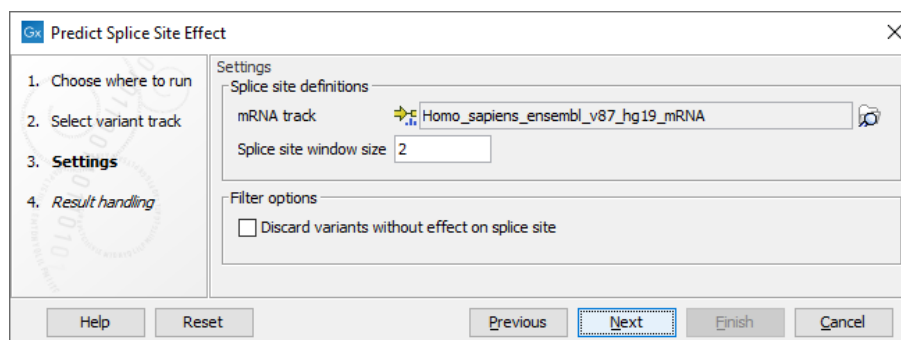 Gx Predict Splice Site Effect
1. Choose where to run
2. Select variant track
3. Settings
4. Result handling
Settings
Splice site definitions
mRNA track Homo_sapiens_ensembl_v87_hg19_mRNA
Splice site window size 2
Filter options
Discard variants without effect on splice site
Help Reset Previous Next Finish Cancel